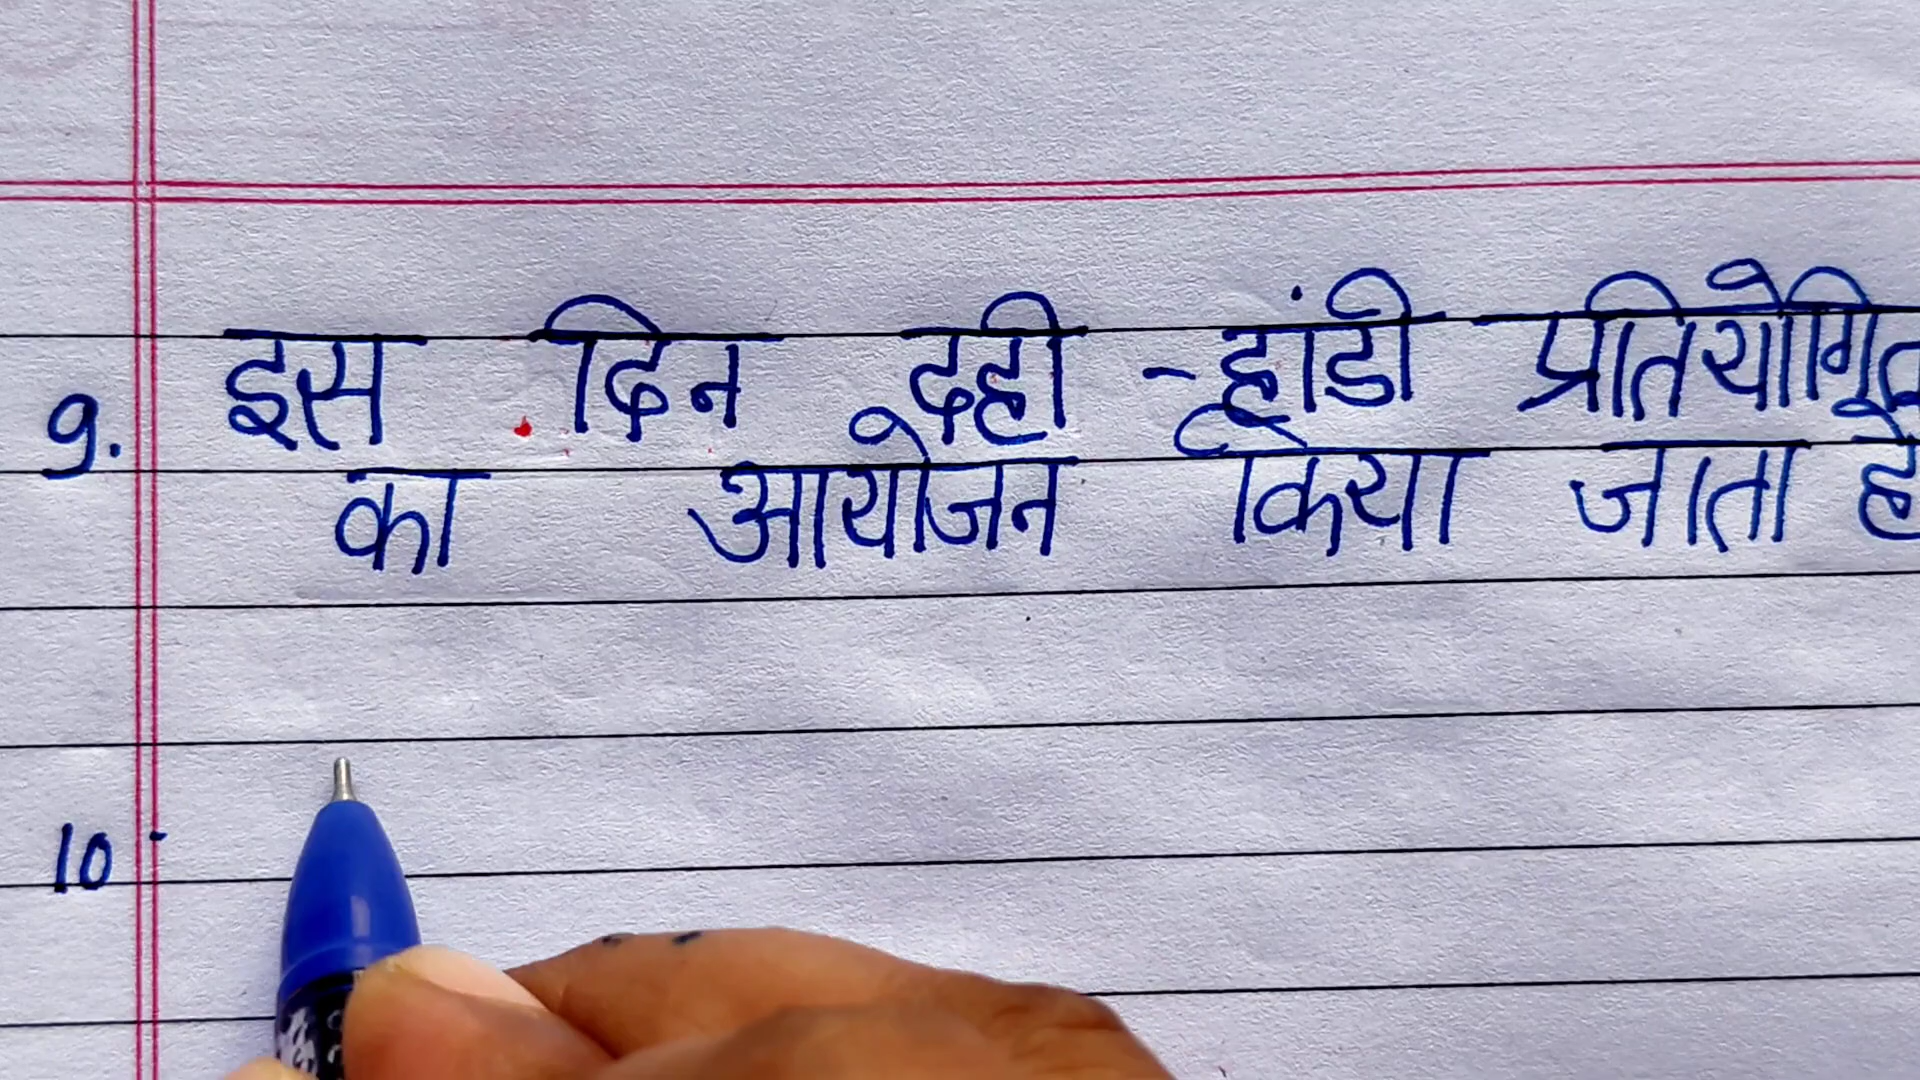 9. इस दिन दही - हांडी प्रतियोगित
का आयोजन किया जाता है
10